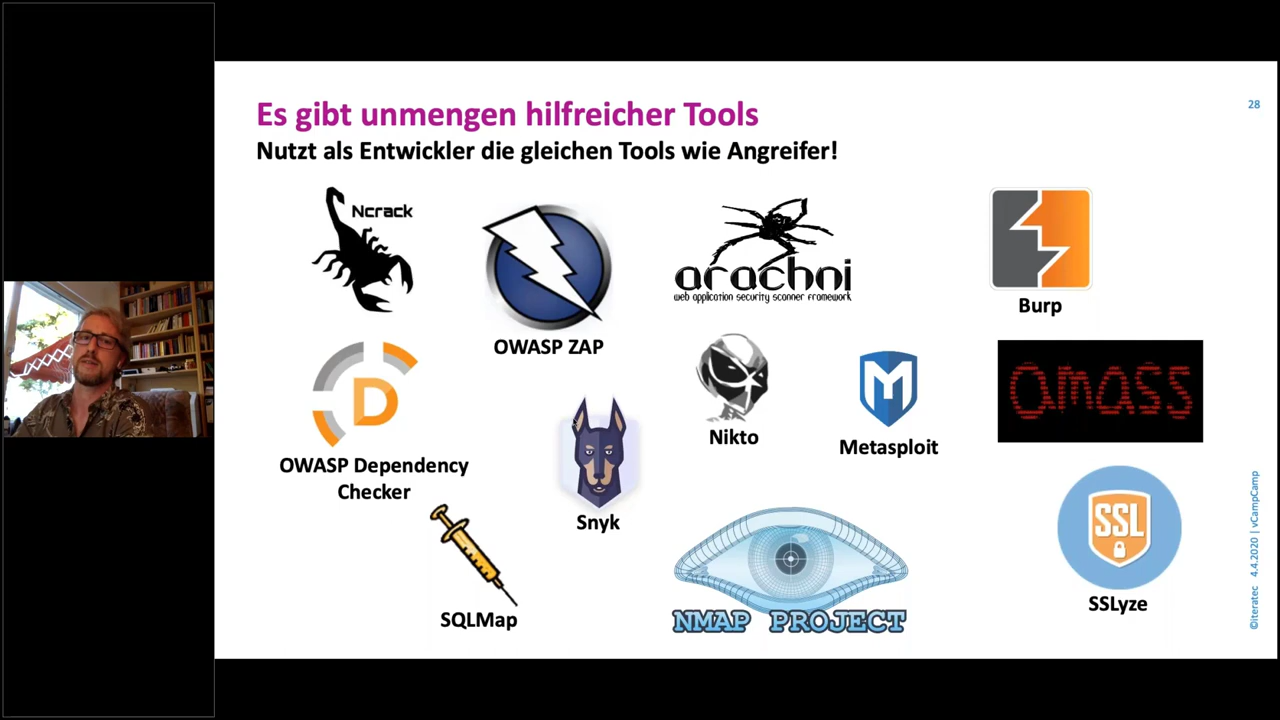 Es gibt unmengen hilfreicher Tools
28
Nutzt als Entwickler die gleichen Tools wie Angreifer!
Ncrack
arachni
web application security scanner framework
Burp
OWASP ZAP
D
amass
Nikto
M
Metasploit
OWASP Dependency
Checker
Snyk
SSL
SSLyze
SQLMap
NMAP PROJECT
©iteratec 4.4.2020 | vCampCamp